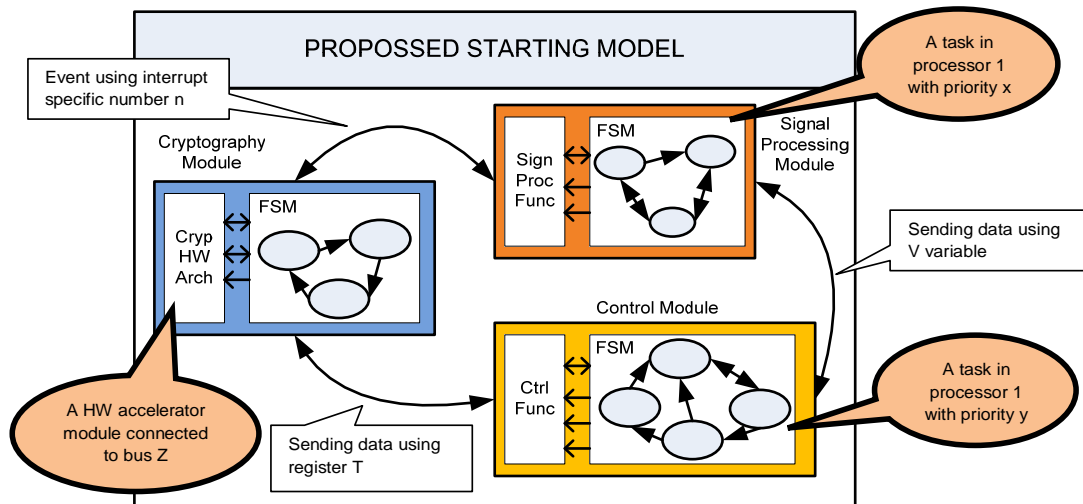 PROPOSSED STARTING MODEL
A task in
processor 1
with priority x
Event using interrupt
specific number n
Cryptography
Module
FSM
Cryp
HW
Arch
FSM
Sign
Proc
Func
Signal
Processing
Module
Sending data using
V variable
Control Module
FSM
Ctrl
Func
A HW accelerator
module connected
to bus Z
Sending data using
register T
A task in
processor 1
with priority y